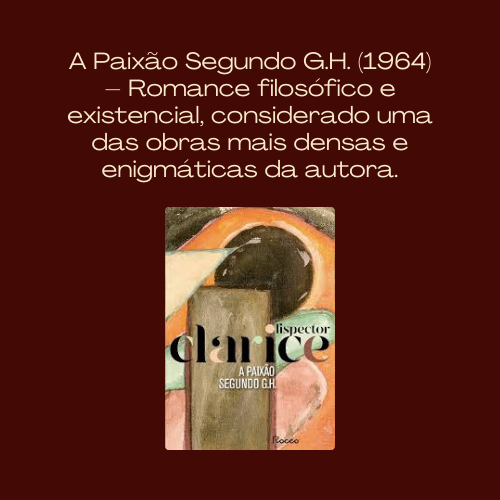 A Paixão Segundo G.H. (1964)
— Romance filosófico e
existencial, considerado uma
das obras mais densas e
enigmáticas da autora.
lispector
clarice
A PAIXÃO
SEGUNDO G.H.
Rocco